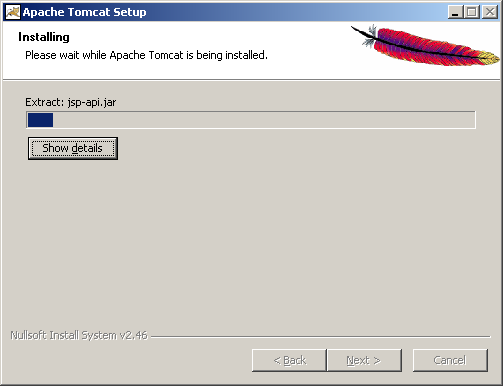 Apache Tomcat Setup
Installing
Please wait while Apache Tomcat is being installed.
Extract: jsp-api.jar
Show details
Nullsoft Install System v2.46
< Back
Next >
Cancel